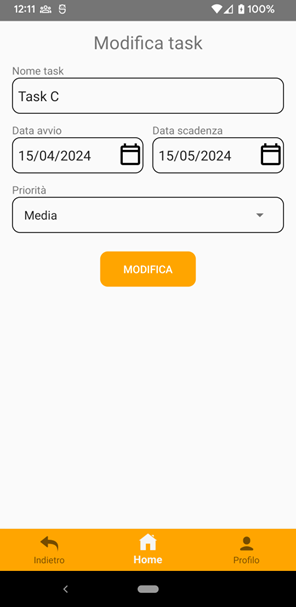 12:11 100%
Modifica task
Nome task
Task C
Data avvio Data scadenza
15/04/2024 15/05/2024
Priorità
Media
MODIFICA
Indietro Home Profilo